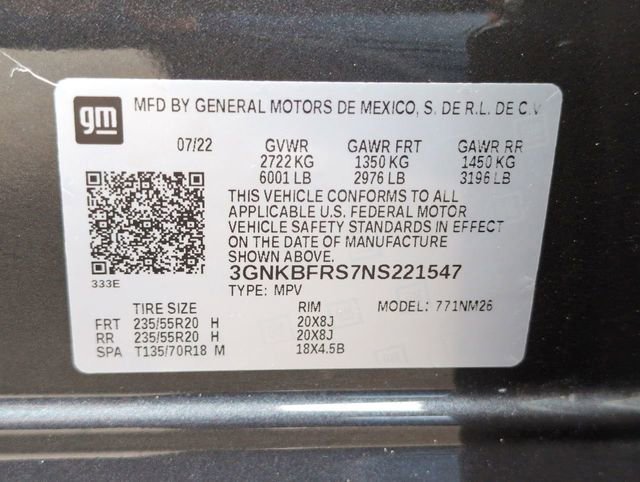 gm
MFD BY GENERAL MOTORS DE MEXICO, S. DE R.L. DE C.V.
07/22 GVWR GAWR FRT GAWR RR
2722 KG 1350 KG 1450 KG
6001 LB 2976 LB 3196 LB
THIS VEHICLE CONFORMS TO ALL
APPLICABLE U.S. FEDERAL MOTOR
VEHICLE SAFETY STANDARDS IN EFFECT
ON THE DATE OF MANUFACTURE
SHOWN ABOVE.
3GNKBFRS7NS221547
333E
TYPE: MPV MODEL: 771NM26
TIRE SIZE RIM
FRT 235/55R20 H 20X8J
RR 235/55R20 H 20X8J
SPA T135/70R18 M 18X4.5B